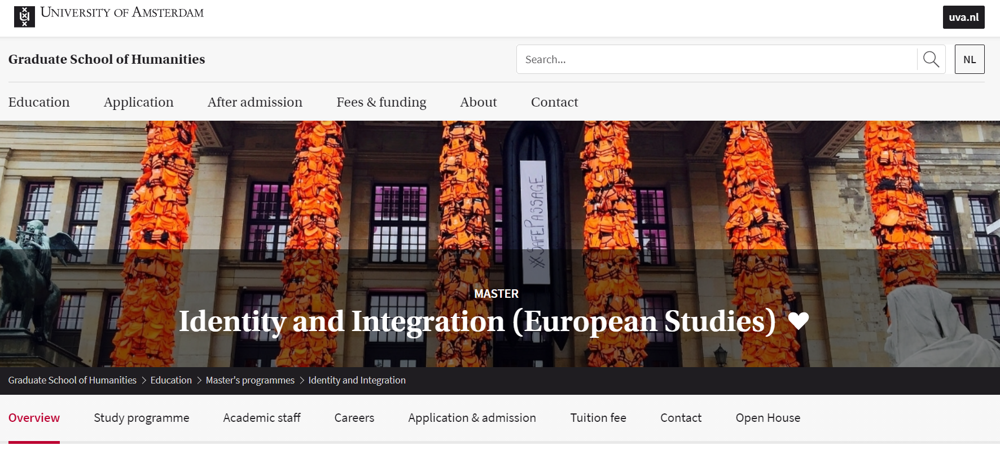 UNIVERSITY OF AMSTERDAM
uva.nl
Graduate School of Humanities
Search...
NL
Education Application After admission Fees & funding About Contact
#SAFEPASSAGE
MASTER
Identity and Integration (European Studies)
Graduate School of Humanities > Education > Master's programmes > Identity and Integration
Overview Study programme Academic staff Careers Application & admission Tuition fee Contact Open House